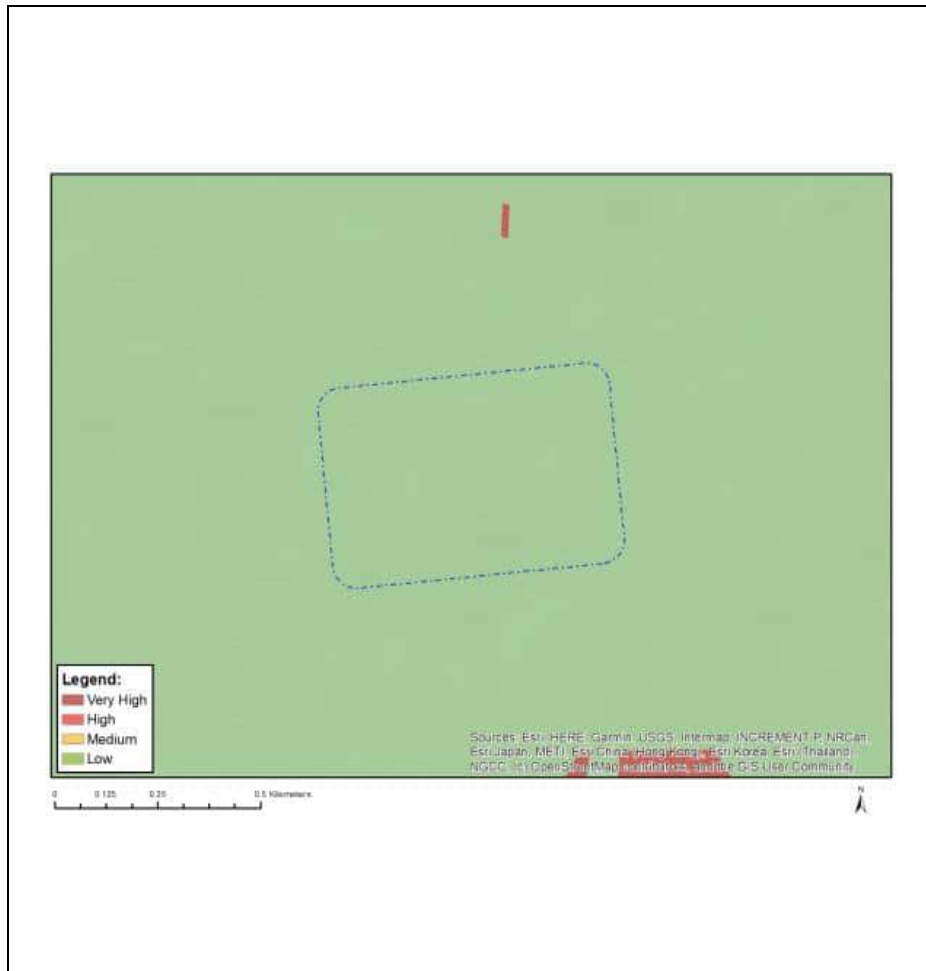 Legend:
Very High
High
Medium
Low
Sources: Esri, HERE, Garmin, USGS, Intermap, INCREMENT P, NRCan,
Esri Japan, METI, Esri China (Hong Kong), Esri Korea, Esri (Thailand),
NGCC, (c) OpenStreetMap contributors, and the GIS User Community
0 0.125 0.25 0.5 Kilometers
N